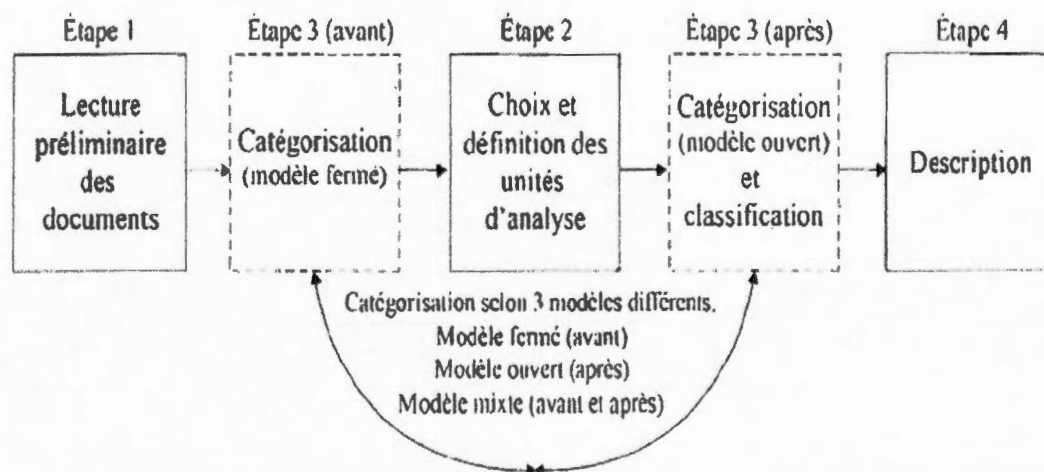 Étape 1
Lecture
préliminaire
des
documents
Étape 3 (avant)
Catégorisation
(modèle fermé)
Étape 2
Choix et
définition des
unités
d'analyse
Étape 3 (après)
Catégorisation
(modèle ouvert)
et
classification
Étape 4
Description
Catégorisation selon 3 modèles différents.
Modèle fermé (avant)
Modèle ouvert (après)
Modèle mixte (avant et après)